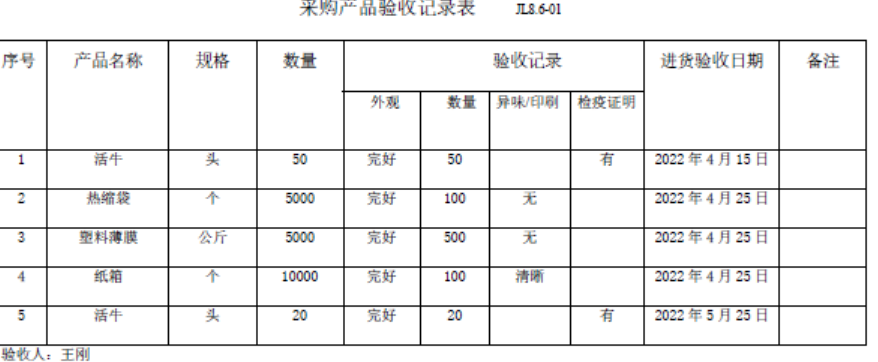 采购产品验收记录表 JL8.6-01
序号 产品名称 规格 数量 验收记录 进货验收日期 备注
外观 数量 异味/印刷 检疫证明
1 活牛 头 50 完好 50 有 2022 年 4 月 15 日
2 热缩袋 个 5000 完好 100 无 2022 年 4 月 25 日
3 塑料薄膜 公斤 5000 完好 500 无 2022 年 4 月 25 日
4 纸箱 个 10000 完好 100 清晰 2022 年 4 月 25 日
5 活牛 头 20 完好 20 有 2022 年 5 月 25 日
验收人：王刚